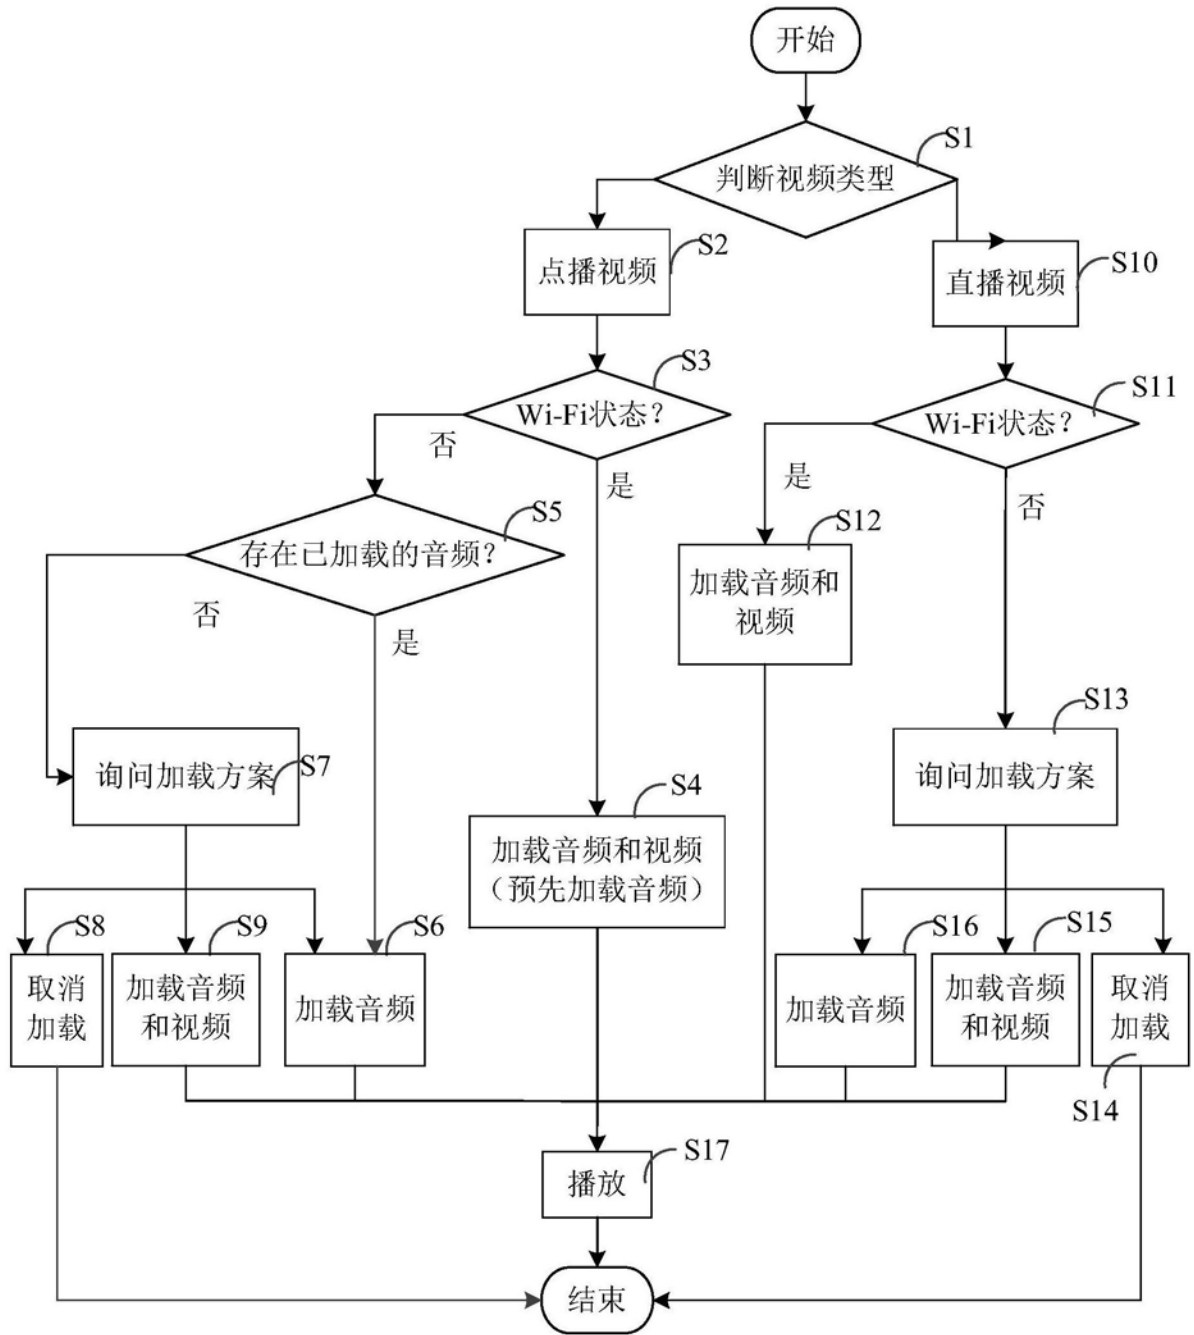 开始
S1
判断视频类型
S2
点播视频
S10
直播视频
S3
Wi-Fi状态？
否
是
S11
Wi-Fi状态？
是
否
S5
存在已加载的音频？
否
是
S12
加载音频和
视频
S7
询问加载方案
S13
询问加载方案
S4
加载音频和视频
（预先加载音频）
S8
取消
加载
S9
加载音频
和视频
S6
加载音频
S16
加载音频
S15
加载音频
和视频
取消
加载
S14
S17
播放
结束